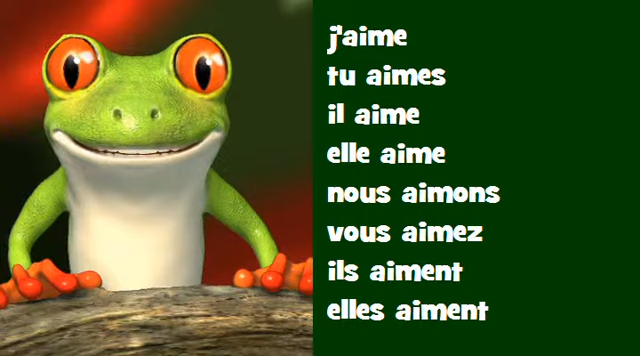 j'aime
tu aimes
il aime
elle aime
nous aimons
vous aimez
ils aiment
elles aiment